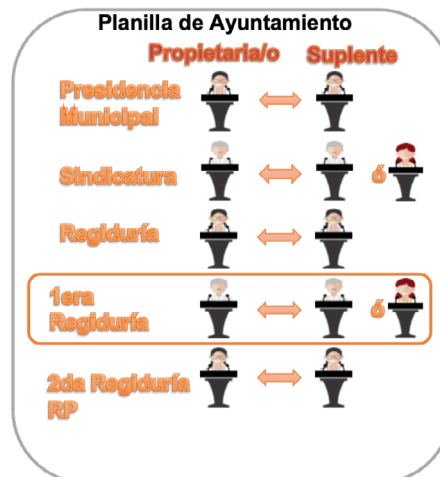 Planilla de Ayuntamiento
Propietaria/o Suplente
Presidencia
Municipal
Sindicatura ó
Regiduría
1era
Regiduría ó
2da Regiduría
RP